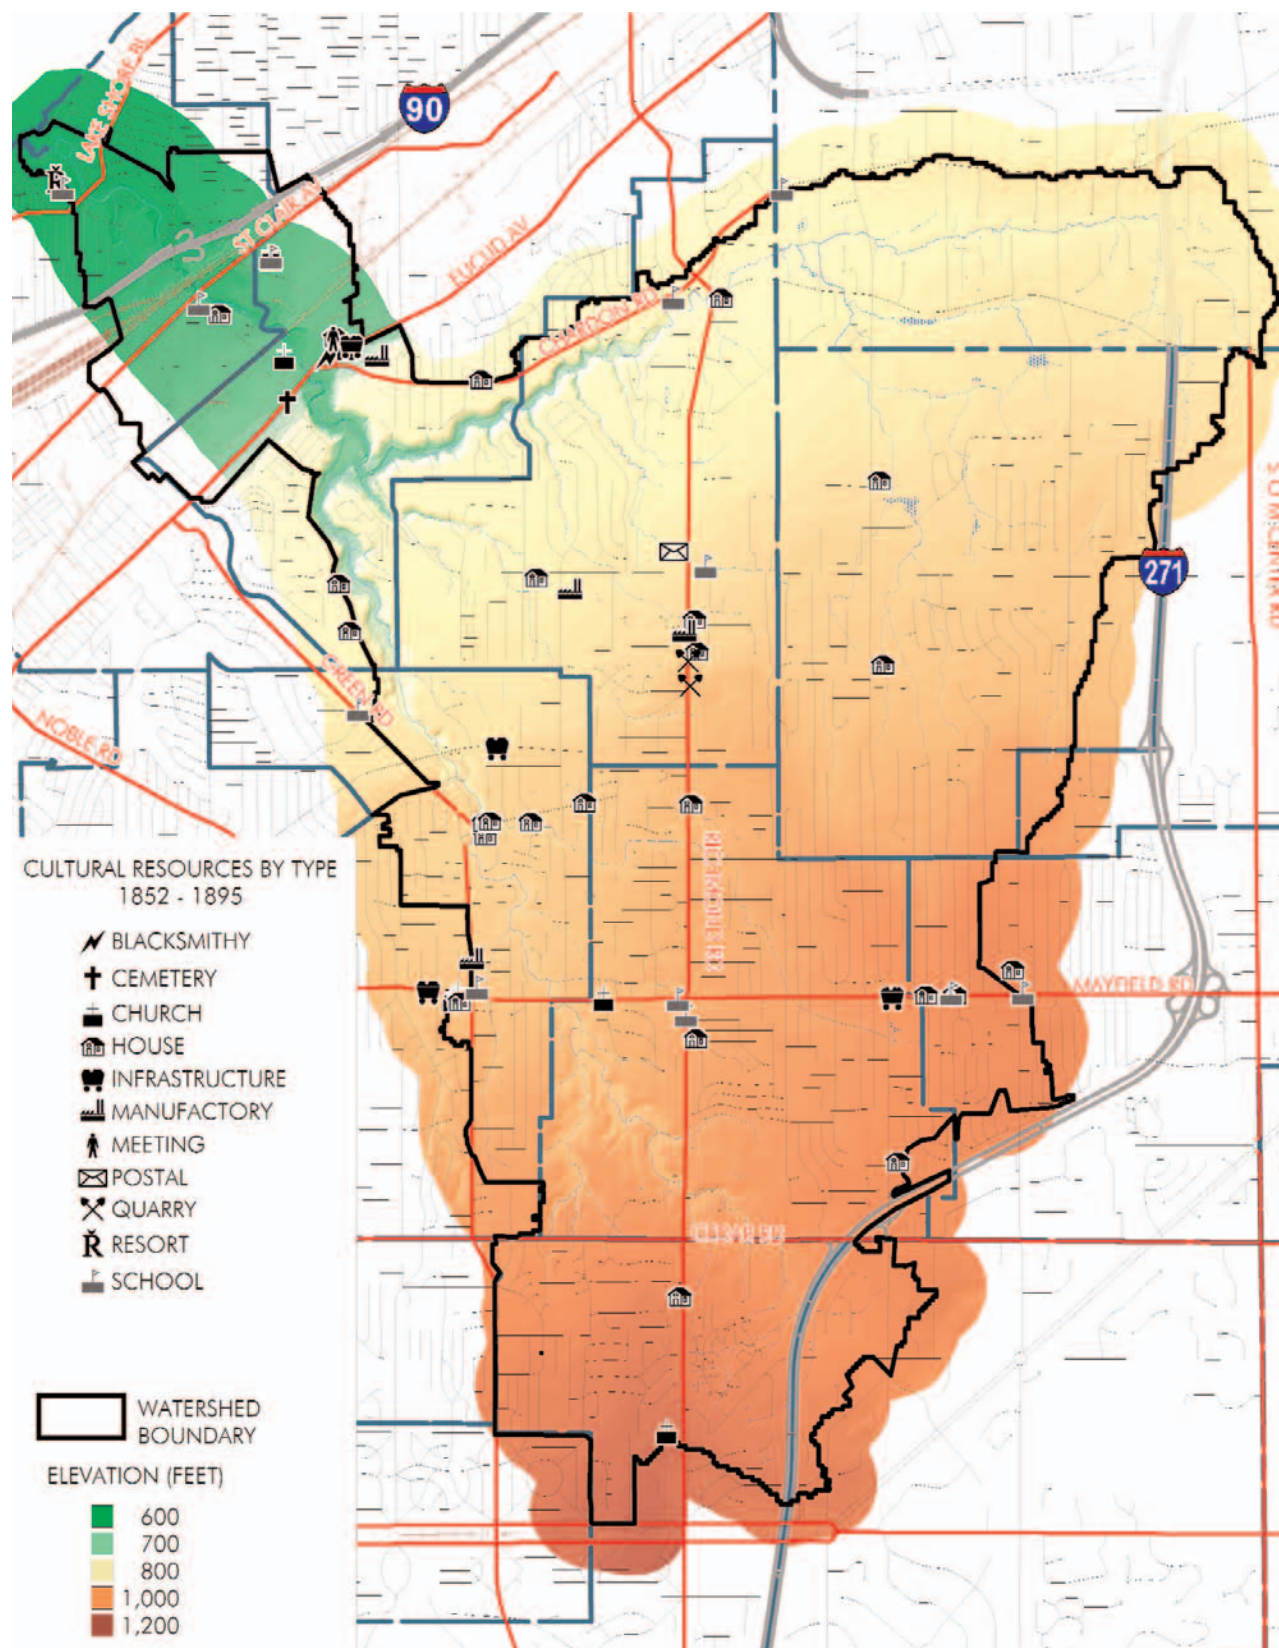 LAKE SHORE BL
90
ST CLAIR AV
EUCLID AV
CHARDON RD
271
GREEN RD
NOBLE RD
MAYFIELD RD
CULTURAL RESOURCES BY TYPE
1852 - 1895
BLACKSMITHY
CEMETERY
CHURCH
HOUSE
INFRASTRUCTURE
MANUFACTORY
MEETING
POSTAL
QUARRY
Ř RESORT
SCHOOL
WATERSHED
BOUNDARY
ELEVATION (FEET)
600
700
800
1,000
1,200